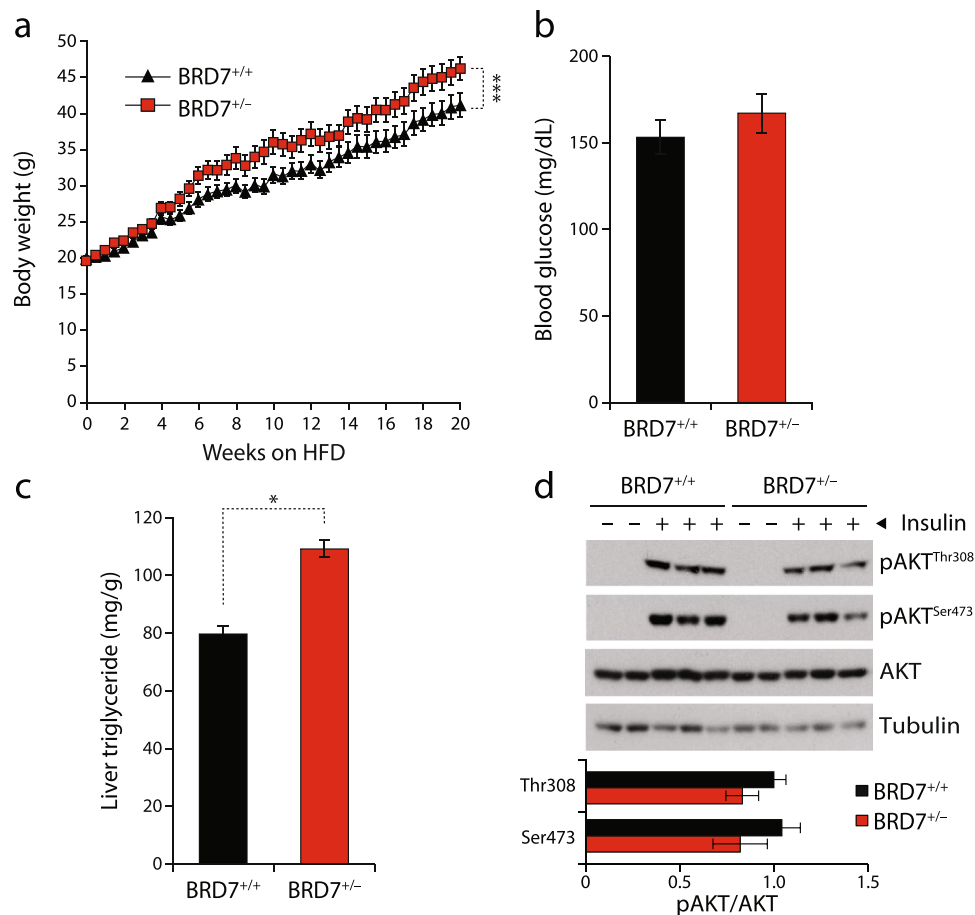 a
50
45
40
35
30
25
20
15
10
5
0
Body weight (g)
BRD7+/+
BRD7+/−
***
0 2 4 6 8 10 12 14 16 18 20
Weeks on HFD
b
200
150
100
50
0
Blood glucose (mg/dL)
BRD7+/+ BRD7+/−
c
120
100
80
60
40
20
0
Liver triglyceride (mg/g)
*
BRD7+/+ BRD7+/−
d
BRD7+/+ BRD7+/−
− − + + + − − + + + ◄ Insulin
pAKTThr308
pAKTSer473
AKT
Tubulin
Thr308
Ser473
BRD7+/+
BRD7+/−
0 0.5 1.0 1.5
pAKT/AKT